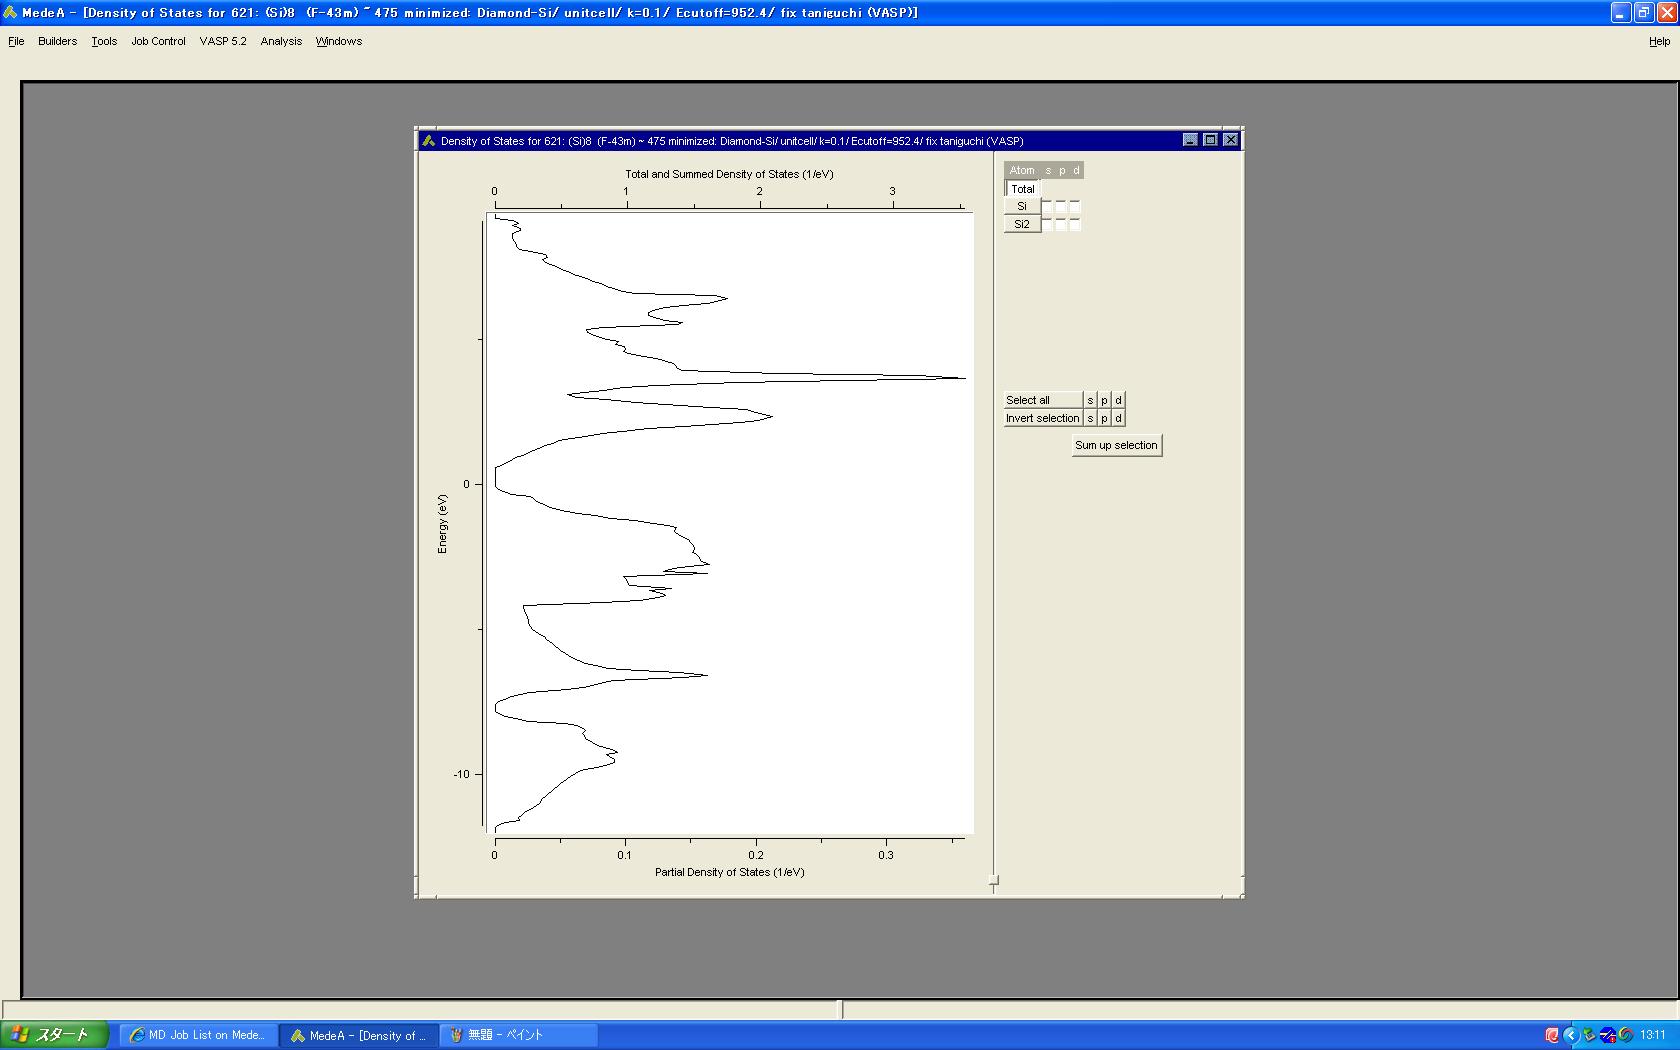 MedeA - [Density of States for 621: (Si)8 (F-43m) ~ 475 minimized: Diamond-Si/ unitcell/ k=0.1/ Ecutoff=952.4/ fix taniguchi (VASP)]
File Builders Tools Job Control VASP 5.2 Analysis Windows Help
Density of States for 621: (Si)8 (F-43m) ~ 475 minimized: Diamond-Si/ unitcell/ k=0.1/ Ecutoff=952.4/ fix taniguchi (VASP)
Total and Summed Density of States (1/eV)
0 1 2 3
Atom s p d
Total
Si
Si2
Select all s p d
Invert selection s p d
Sum up selection
0
Energy (eV)
-10
0 0.1 0.2 0.3
Partial Density of States (1/eV)
スタート MD Job List on Mede... MedeA - [Density of ... 無題 - ペイント 13:11